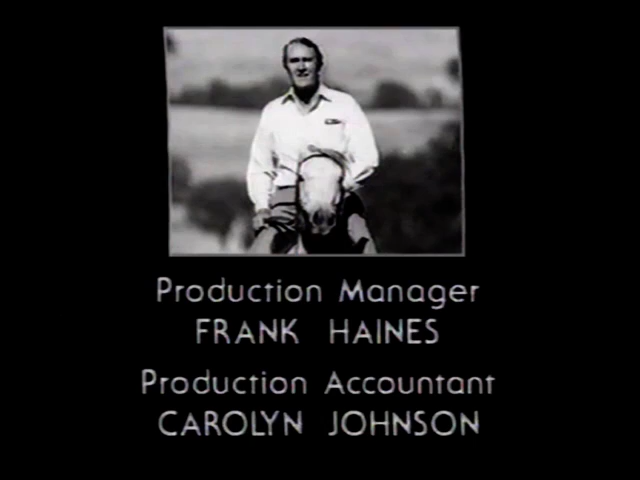 Production Manager
FRANK HAINES
Production Accountant
CAROLYN JOHNSON